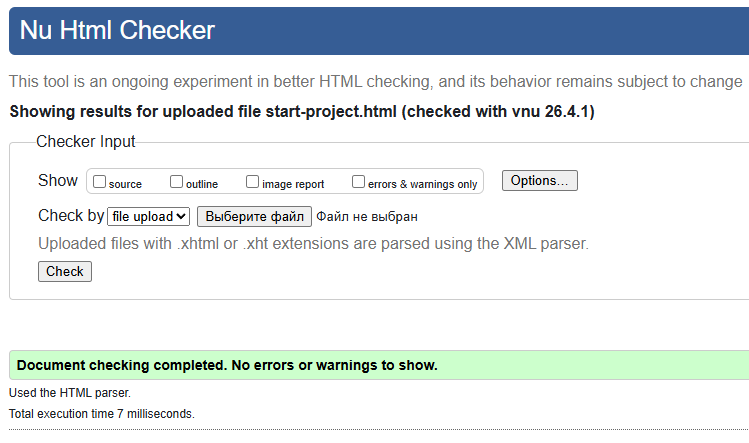 Nu Html Checker
This tool is an ongoing experiment in better HTML checking, and its behavior remains subject to change
Showing results for uploaded file start-project.html (checked with vnu 26.4.1)
Checker Input
Show source outline image report errors & warnings only Options...
Check by file upload Выберите файл Файл не выбран
Uploaded files with .xhtml or .xht extensions are parsed using the XML parser.
Check
Document checking completed. No errors or warnings to show.
Used the HTML parser.
Total execution time 7 milliseconds.